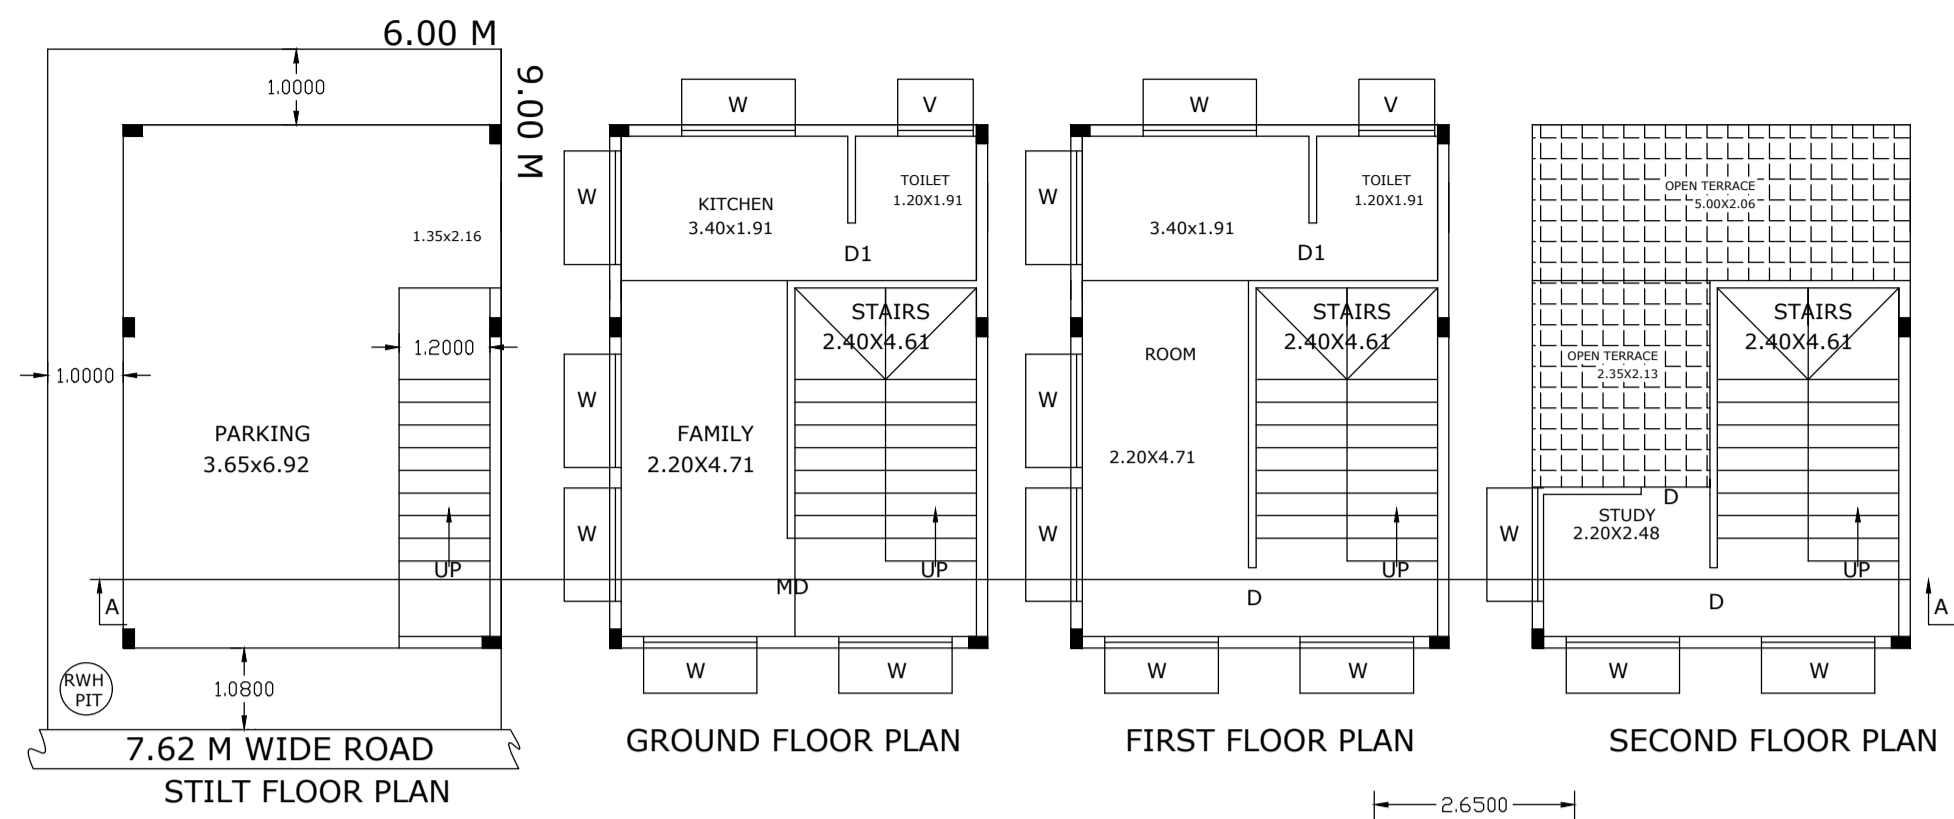 6.00 M
9.00 M
1.0000
1.35x2.16
1.2000
1.0000
PARKING
3.65x6.92
UP
A
RWH
PIT
1.0800
7.62 M WIDE ROAD
STILT FLOOR PLAN
W
V
W
KITCHEN
3.40x1.91
TOILET
1.20X1.91
D1
STAIRS
2.40X4.61
W
FAMILY
2.20X4.71
W
UP
MD
W
W
GROUND FLOOR PLAN
W
V
W
3.40x1.91
TOILET
1.20X1.91
D1
STAIRS
2.40X4.61
ROOM
W
2.20X4.71
W
UP
D
W
W
FIRST FLOOR PLAN
OPEN TERRACE
5.00X2.06
STAIRS
2.40X4.61
OPEN TERRACE
2.35X2.13
D
STUDY
2.20X2.48
W
UP
D
A
W
W
SECOND FLOOR PLAN
2.6500